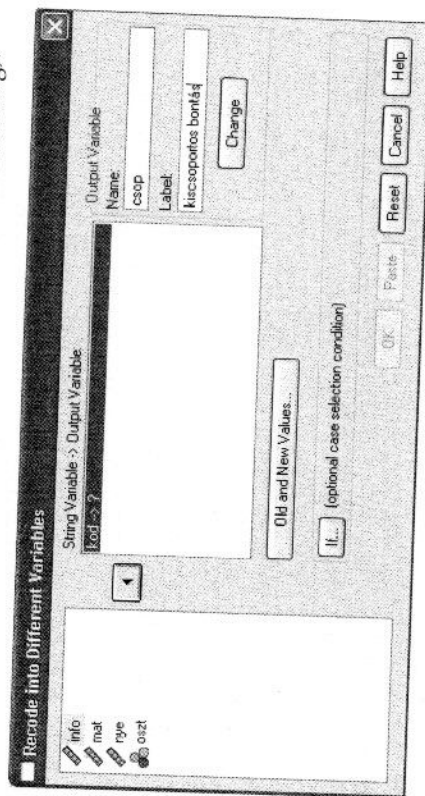 Recode into Different Variables
info
mat
nye
oszt
String Variable -> Output Variable:
kod --> ?
Output Variable
Name:
csop
Label:
kiscsoportos bontás
Change
Old and New Values...
If... (optional case selection condition)
OK Paste Reset Cancel Help